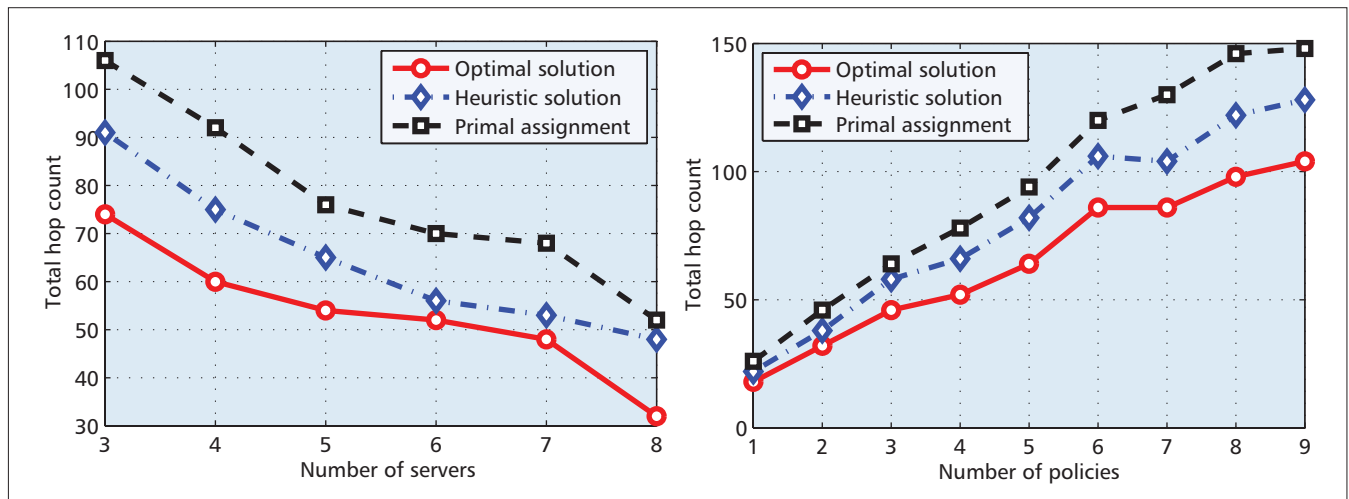 110
100
90
80
70
60
50
40
30
Total hop count
Optimal solution
Heuristic solution
Primal assignment
3 4 5 6 7 8
Number of servers
150
100
50
0
Total hop count
Optimal solution
Heuristic solution
Primal assignment
1 2 3 4 5 6 7 8 9
Number of policies